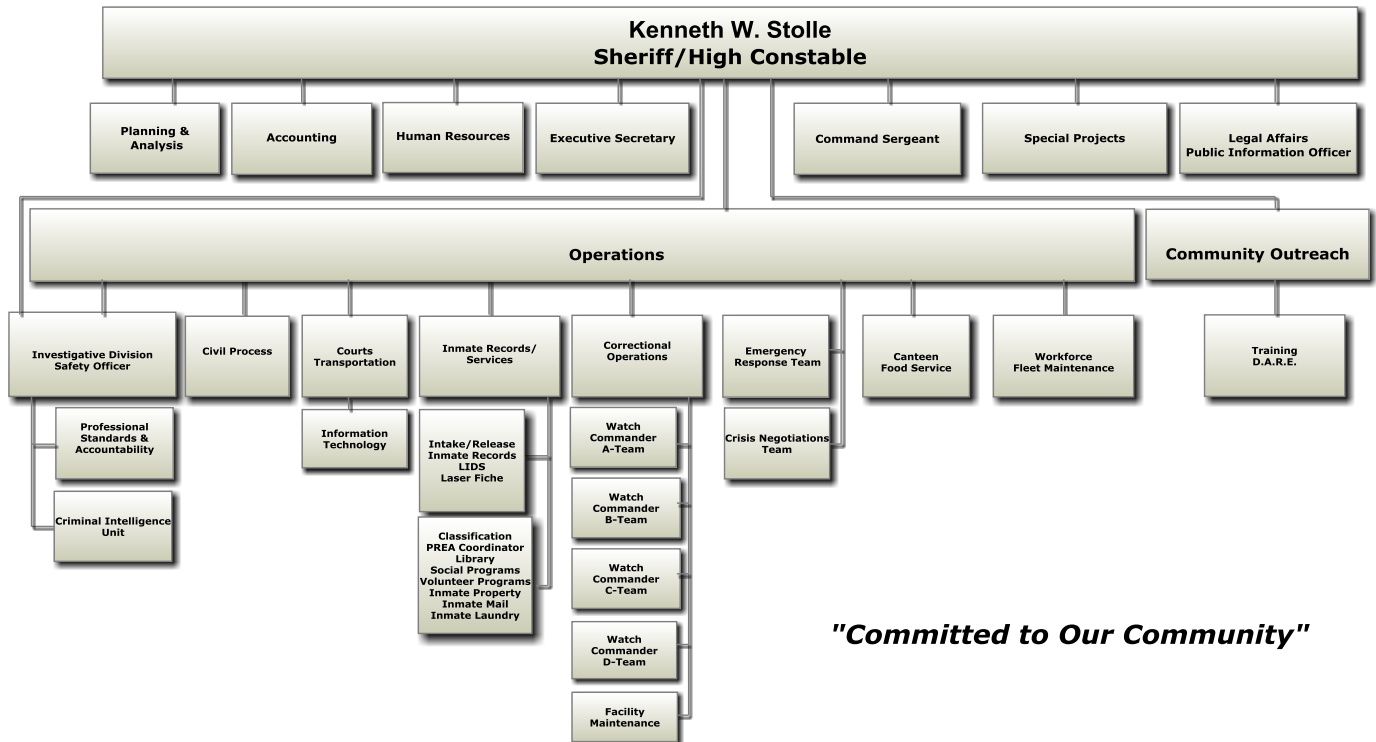 Kenneth W. Stolle
Sheriff/High Constable
Planning &
Analysis
Accounting
Human Resources
Executive Secretary
Command Sergeant
Special Projects
Legal Affairs
Public Information Officer
Operations
Community Outreach
Investigative Division
Safety Officer
Civil Process
Courts
Transportation
Inmate Records/
Services
Correctional
Operations
Emergency
Response Team
Canteen
Food Service
Workforce
Fleet Maintenance
Training
D.A.R.E.
Professional
Standards &
Accountability
Criminal Intelligence
Unit
Information
Technology
Intake/Release
Inmate Records
LIDS
Laser Fiche
Classification
PREA Coordinator
Library
Social Programs
Volunteer Programs
Inmate Property
Inmate Mail
Inmate Laundry
Watch
Commander
A-Team
Watch
Commander
B-Team
Watch
Commander
C-Team
Watch
Commander
D-Team
Facility
Maintenance
Crisis Negotiations
Team
"Committed to Our Community"